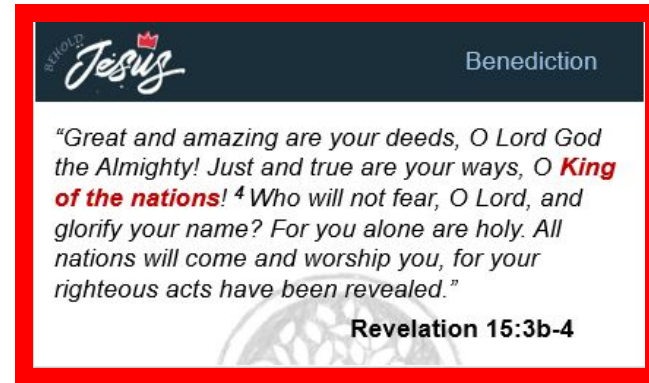 BEHOLD
Jesus
Benediction
“Great and amazing are your deeds, O Lord God
the Almighty! Just and true are your ways, O King
of the nations! ⁴ Who will not fear, O Lord, and
glorify your name? For you alone are holy. All
nations will come and worship you, for your
righteous acts have been revealed.”
Revelation 15:3b-4